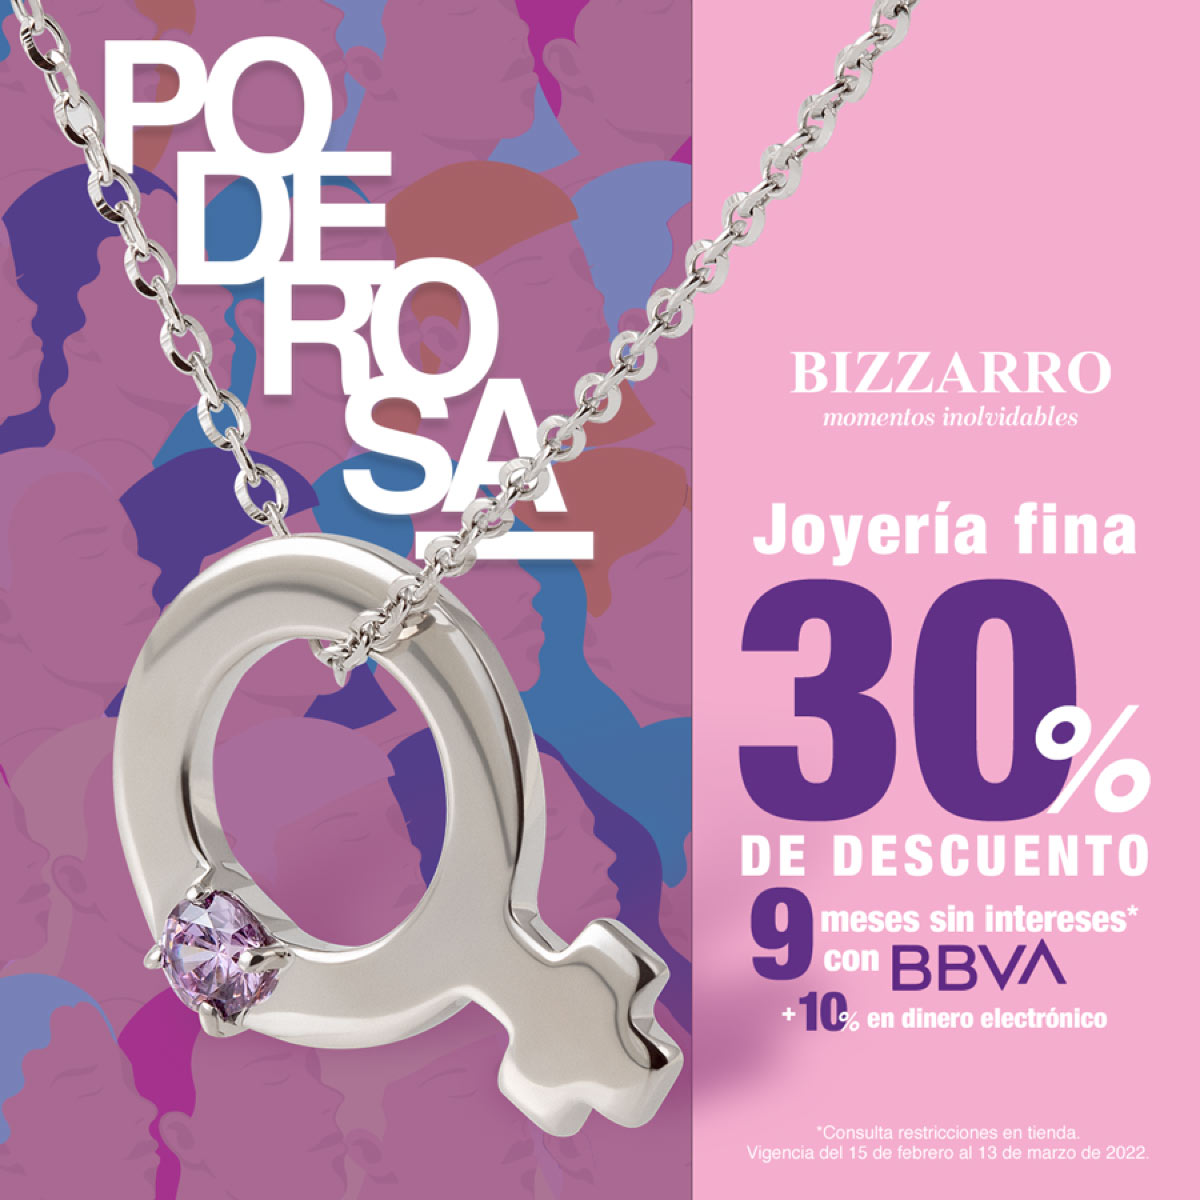 PO
DE
RO
SA
BIZZARRO
momentos inolvidables
Joyería fina
30%
DE DESCUENTO
9 meses sin intereses*
con BBVA
+10% en dinero electrónico
*Consulta restricciones en tienda.
Vigencia del 15 de febrero al 13 de marzo de 2022.